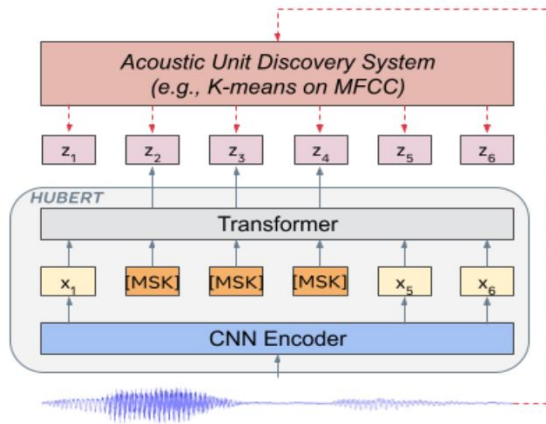 Acoustic Unit Discovery System
(e.g., K-means on MFCC)
z₁ z₂ z₃ z₄ z₅ z₆
HUBERT
Transformer
x₁ [MSK] [MSK] [MSK] x₅ x₆
CNN Encoder